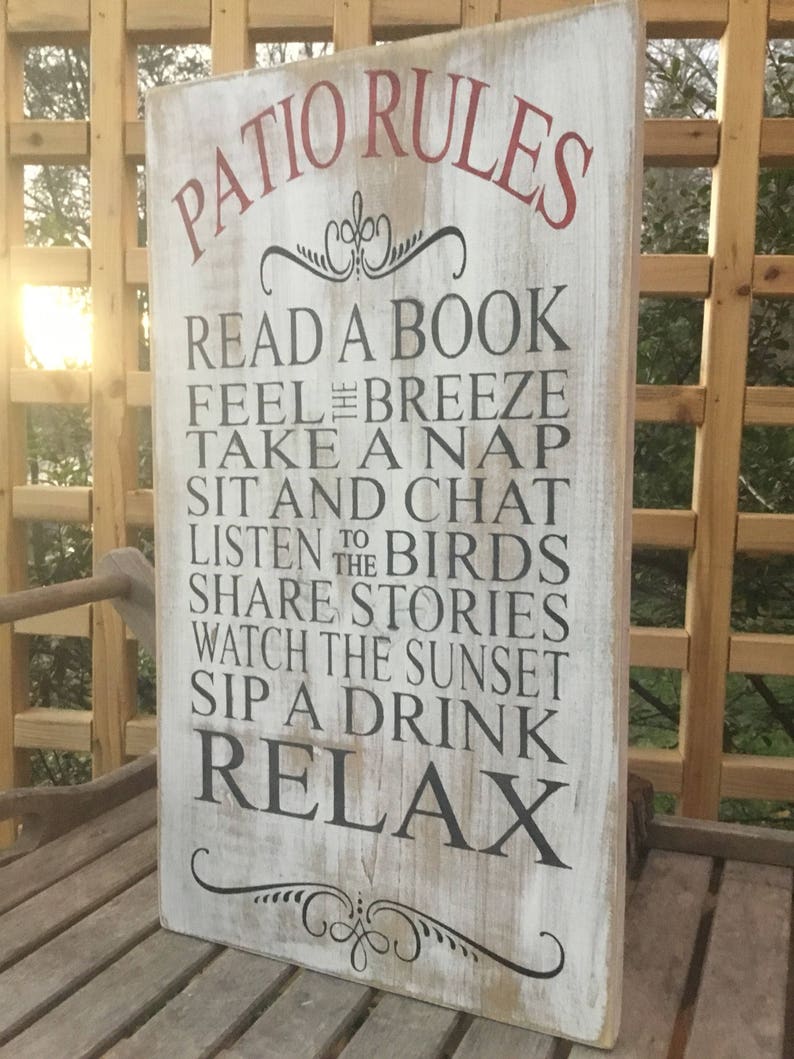 PATIO RULES
READ A BOOK
FEEL THE BREEZE
TAKE A NAP
SIT AND CHAT
LISTEN TO THE BIRDS
SHARE STORIES
WATCH THE SUNSET
SIP A DRINK
RELAX